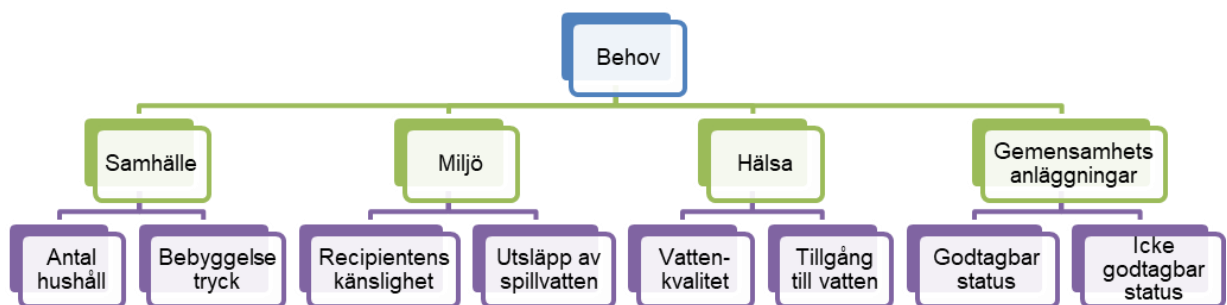 Behov
Samhälle
Miljö
Hälsa
Gemensamhets
anläggningar
Antal
hushåll
Bebyggelse
tryck
Recipientens
känslighet
Utsläpp av
spillvatten
Vatten-
kvalitet
Tillgång
till vatten
Godtagbar
status
Icke
godtagbar
status